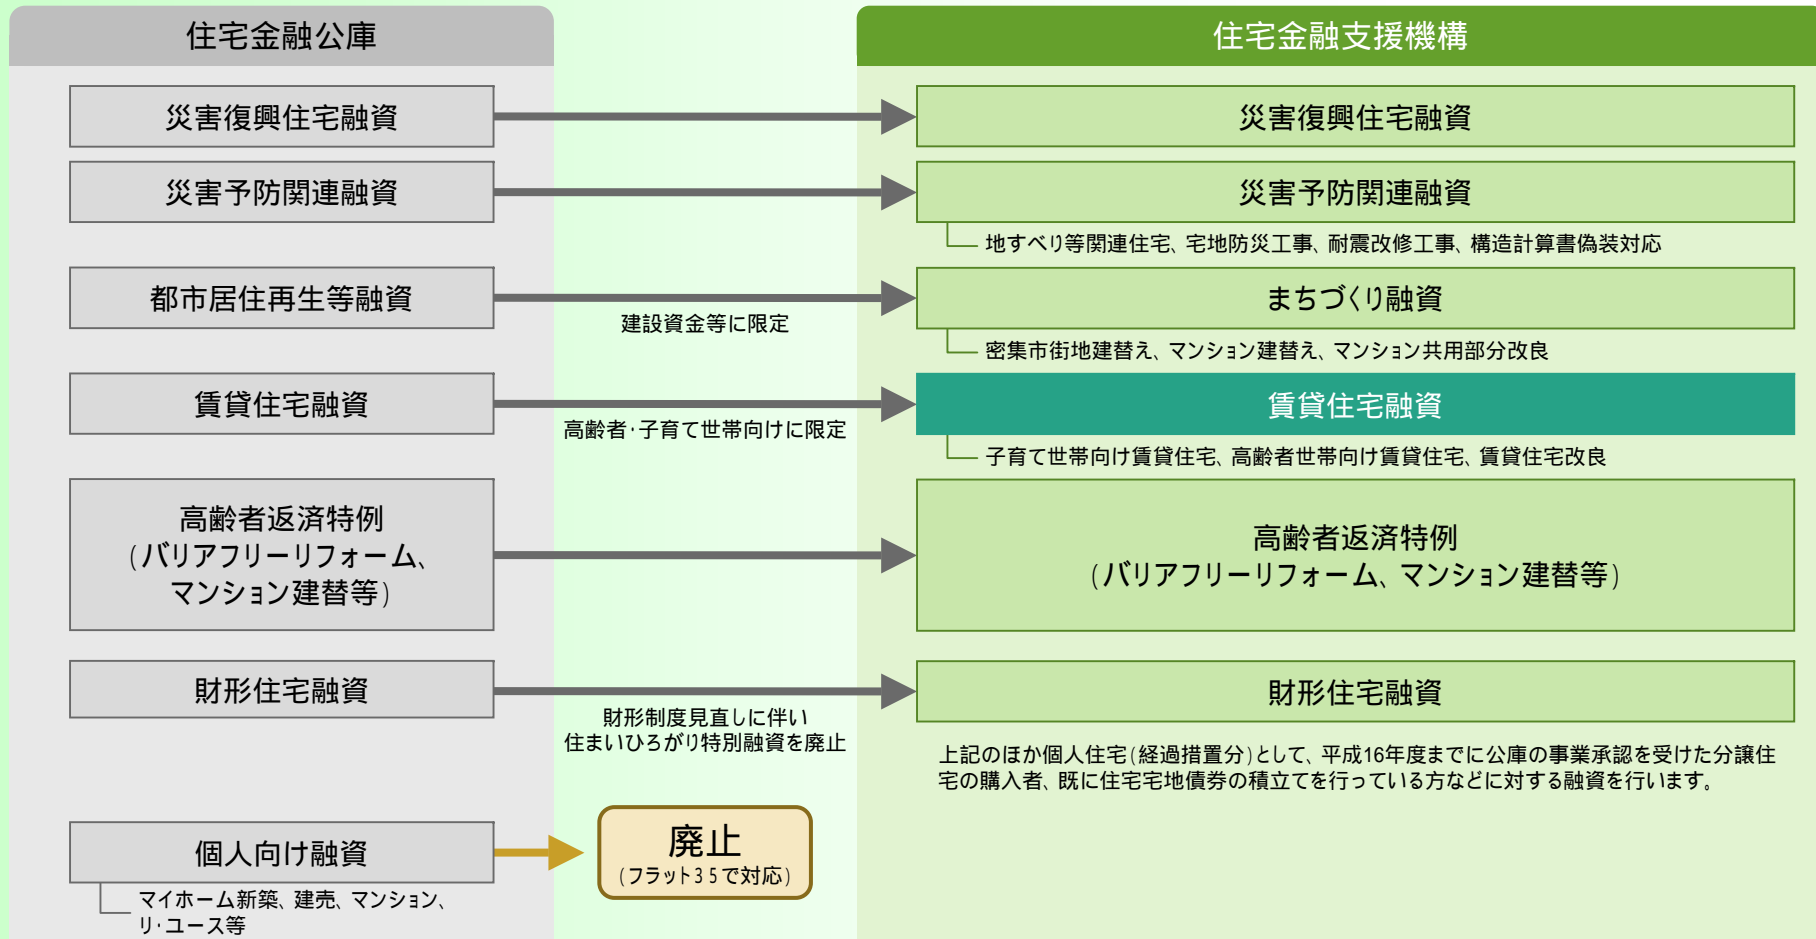 住宅金融公庫
住宅金融支援機構
災害復興住宅融資
災害復興住宅融資
災害予防関連融資
災害予防関連融資
地すべり等関連住宅、宅地防災工事、耐震改修工事、構造計算書偽装対応
都市居住再生等融資
建設資金等に限定
まちづくり融資
密集市街地建替え、マンション建替え、マンション共用部分改良
賃貸住宅融資
高齢者・子育て世帯向けに限定
賃貸住宅融資
子育て世帯向け賃貸住宅、高齢者世帯向け賃貸住宅、賃貸住宅改良
高齢者返済特例
（バリアフリーリフォーム、
マンション建替等）
高齢者返済特例
（バリアフリーリフォーム、マンション建替等）
財形住宅融資
財形制度見直しに伴い
住まいひろがり特別融資を廃止
財形住宅融資
上記のほか個人住宅（経過措置分）として、平成16年度までに公庫の事業承認を受けた分譲住
宅の購入者、既に住宅宅地債券の積立てを行っている方などに対する融資を行います。
個人向け融資
マイホーム新築、建売、マンション、
リ・ユース等
廃止
（フラット３５で対応）